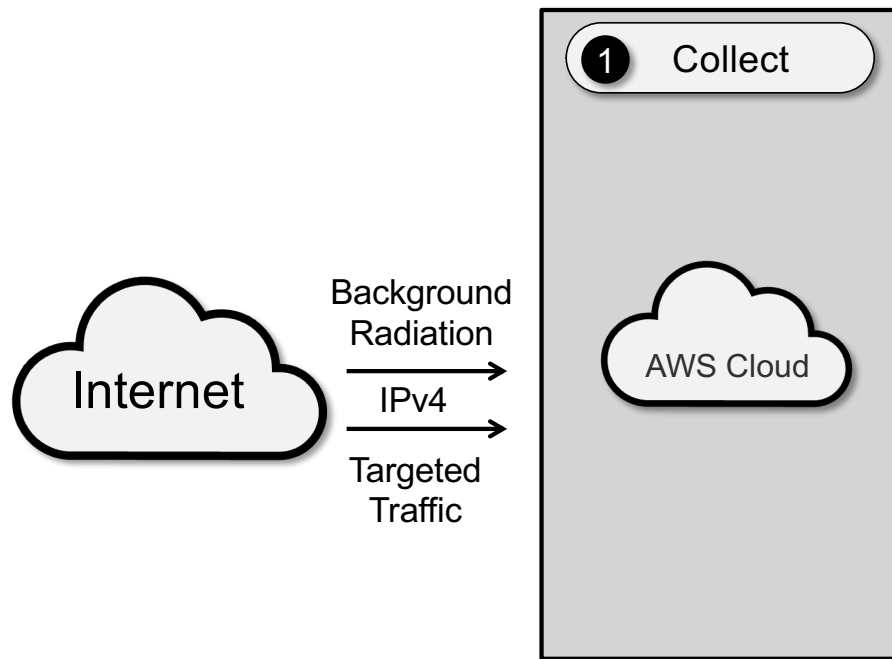 1 Collect
Background
Radiation
Internet
IPv4
AWS Cloud
Targeted
Traffic